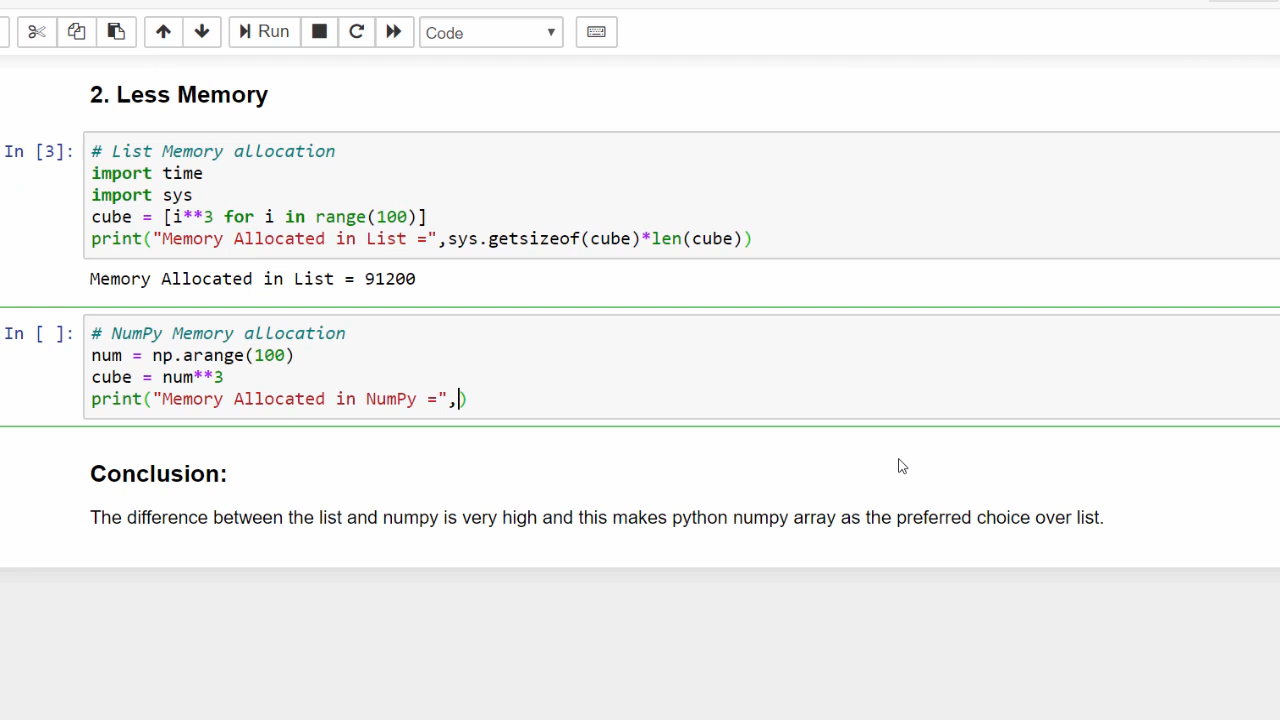 Run
Code
2. Less Memory
In [3]:
# List Memory allocation
import time
import sys
cube = [i**3 for i in range(100)]
print("Memory Allocated in List =",sys.getsizeof(cube)*len(cube))
Memory Allocated in List = 91200
In [ ]:
# NumPy Memory allocation
num = np.arange(100)
cube = num**3
print("Memory Allocated in NumPy =",)
Conclusion:
The difference between the list and numpy is very high and this makes python numpy array as the preferred choice over list.